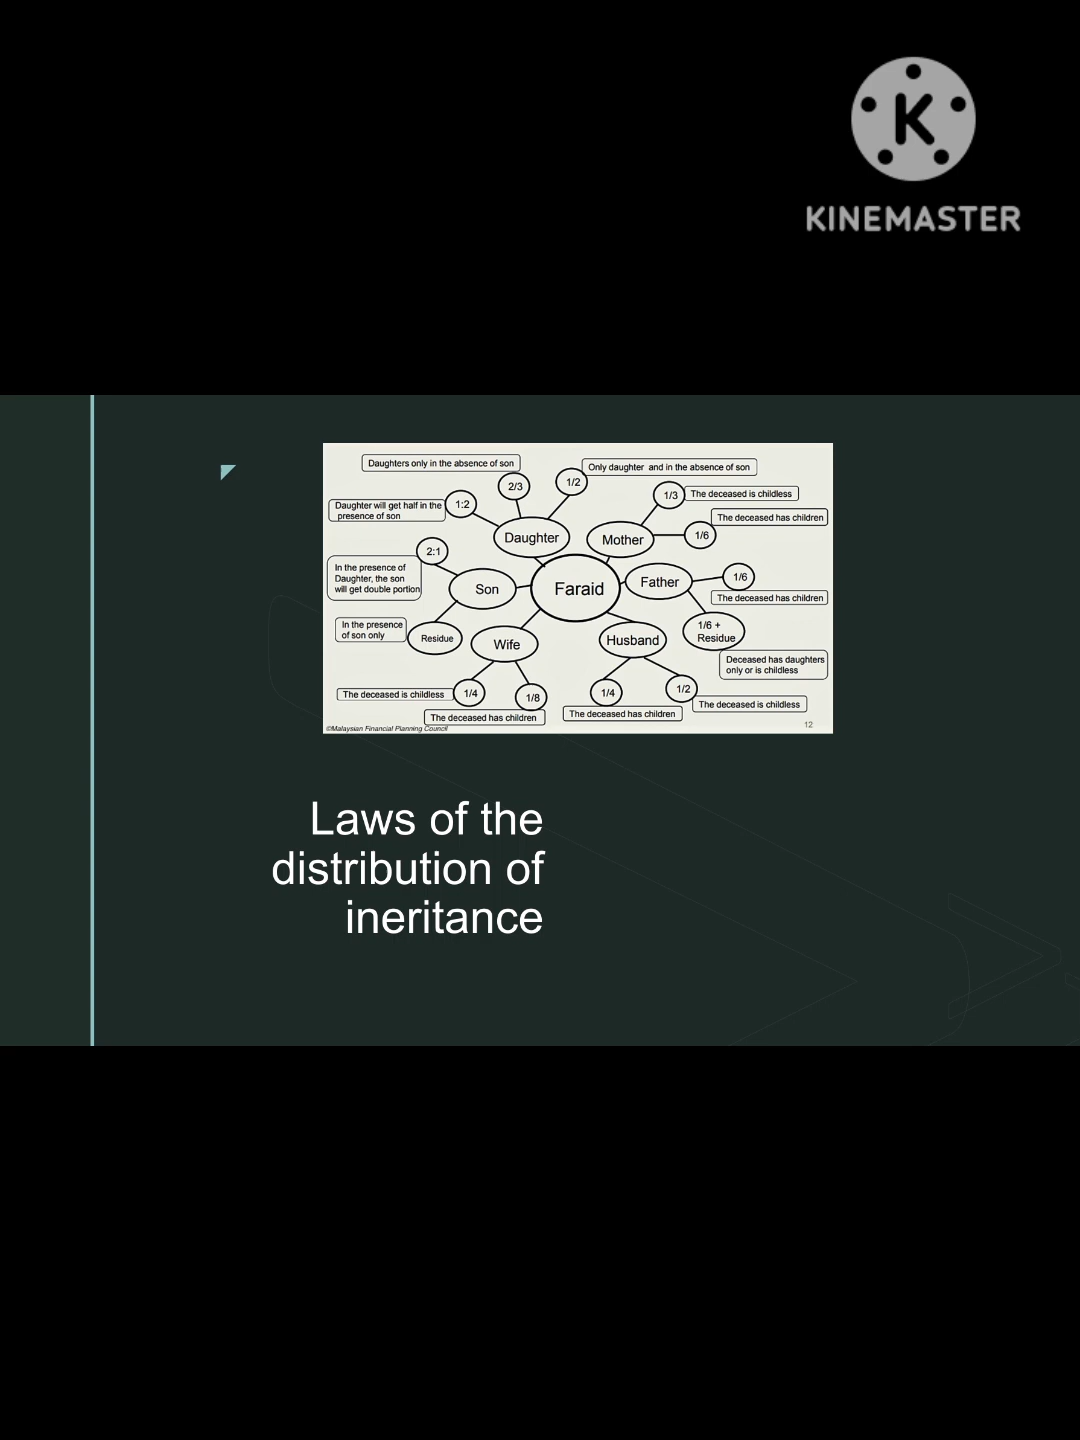 KINEMASTER
Daughters only in the absence of son
Only daughter and in the absence of son
2/3
1/2
1/3
The deceased is childless
Daughter will get half in the
presence of son
1:2
The deceased has children
Daughter
Mother
1/6
2:1
In the presence of
Daughter, the son
will get double portion
Son
Faraid
Father
1/6
The deceased has children
In the presence
of son only
Residue
Wife
Husband
1/6 +
Residue
Deceased has daughters
only or is childless
The deceased is childless
1/4
1/8
The deceased has children
1/4
The deceased has children
1/2
The deceased is childless
©Malaysian Financial Planning Council
12
Laws of the
distribution of
ineritance